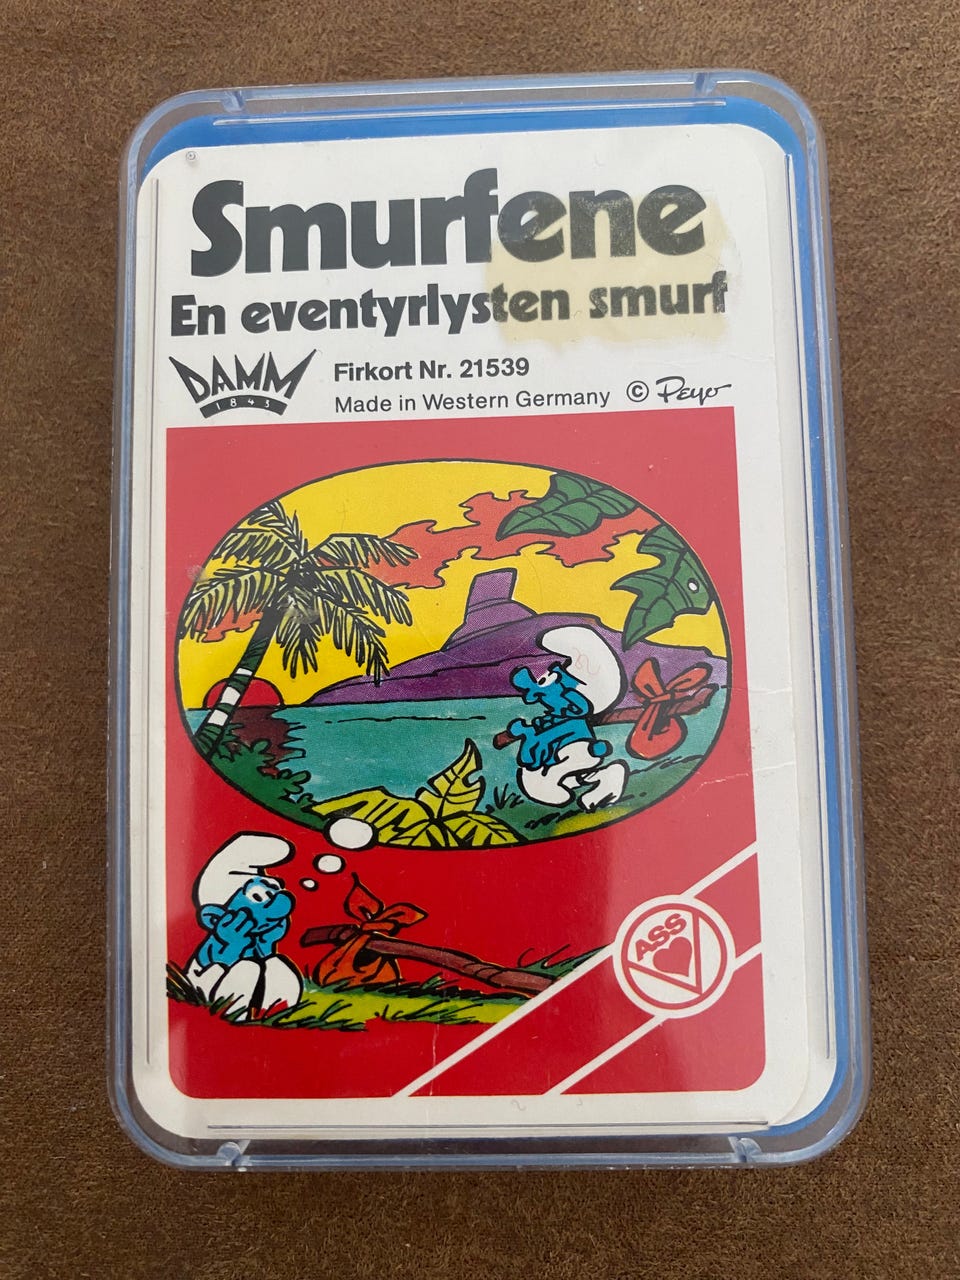 Smurfene
En eventyrlysten smurf
DAMM
1843
Firkort Nr. 21539
Made in Western Germany © Peyo
ASS